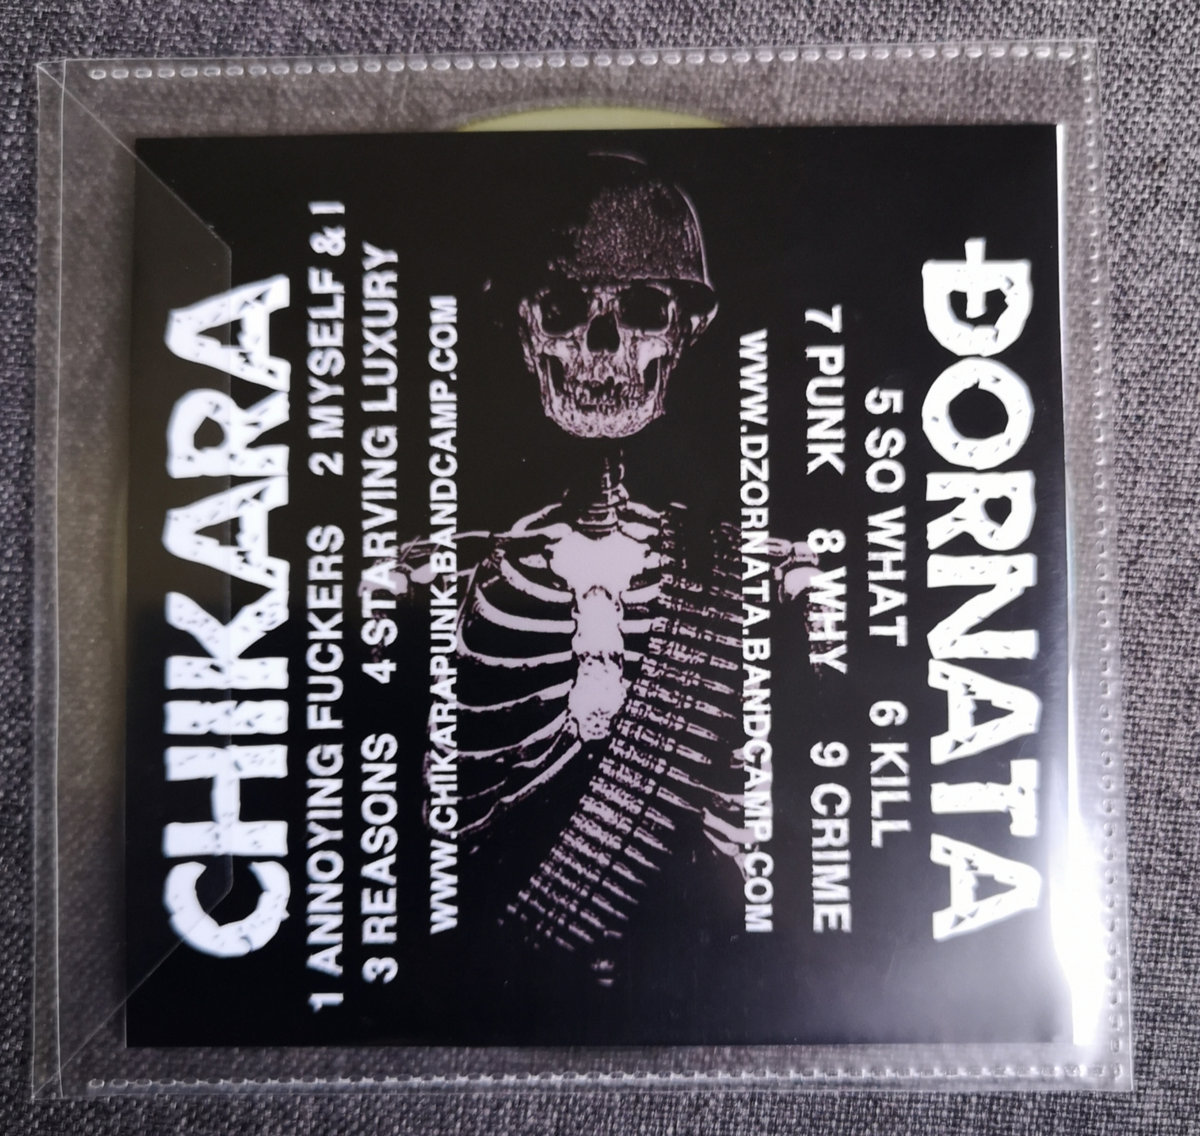 CHIKARA
1 ANNOYING FUCKERS 2 MYSELF & I
3 REASONS 4 STARVING LUXURY
WWW.CHIKARAPUNK.BANDCAMP.COM
ĐORNATA
5 SO WHAT 6 KILL
7 PUNK 8 WHY 9 CRIME
WWW.DZORNATA.BANDCAMP.COM